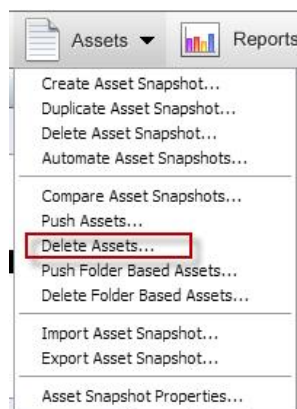 Assets Reports
Create Asset Snapshot...
Duplicate Asset Snapshot...
Delete Asset Snapshot...
Automate Asset Snapshots...
Compare Asset Snapshots...
Push Assets...
Delete Assets...
Push Folder Based Assets...
Delete Folder Based Assets...
Import Asset Snapshot...
Export Asset Snapshot...
Asset Snapshot Properties...